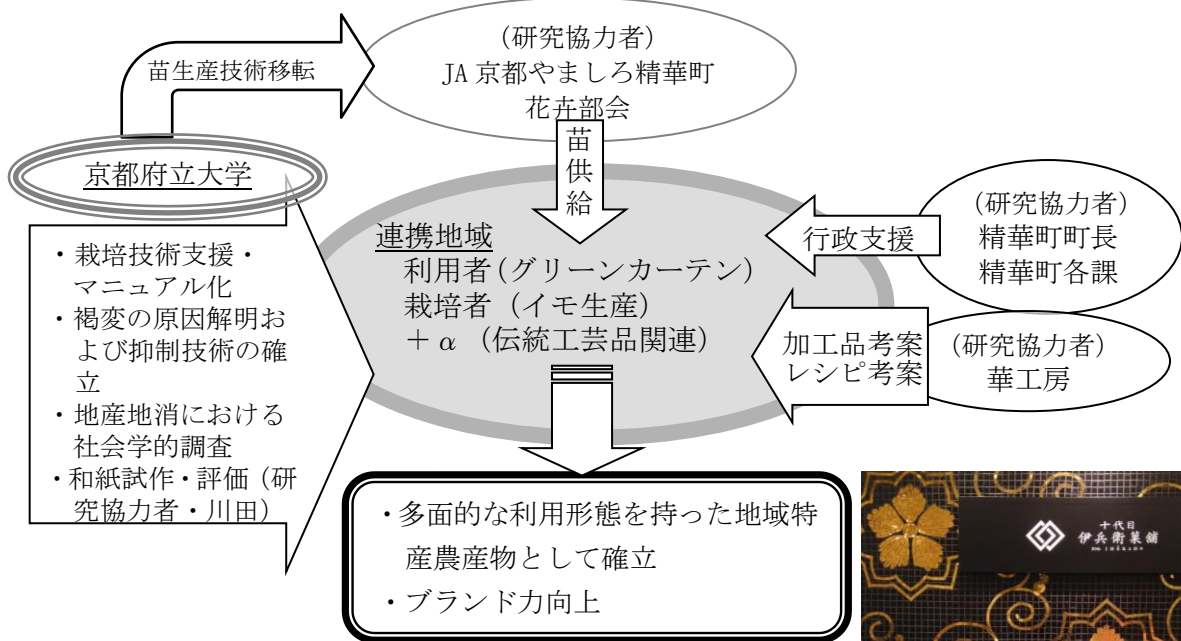 (研究協力者)
JA 京都やましろ精華町
花卉部会
苗生産技術移転
苗供給
京都府立大学
・栽培技術支援・
マニュアル化
・褐変の原因解明お
よび抑制技術の確
立
・地産地消における
社会学的調査
・和紙試作・評価（研
究協力者・川田）
連携地域
利用者(グリーンカーテン)
栽培者（イモ生産）
＋α（伝統工芸品関連）
行政支援
(研究協力者)
精華町町長
精華町各課
加工品考案
レシピ考案
(研究協力者)
華工房
・多面的な利用形態を持った地域特
産農産物として確立
・ブランド力向上
十代目
伊兵衛菓舗